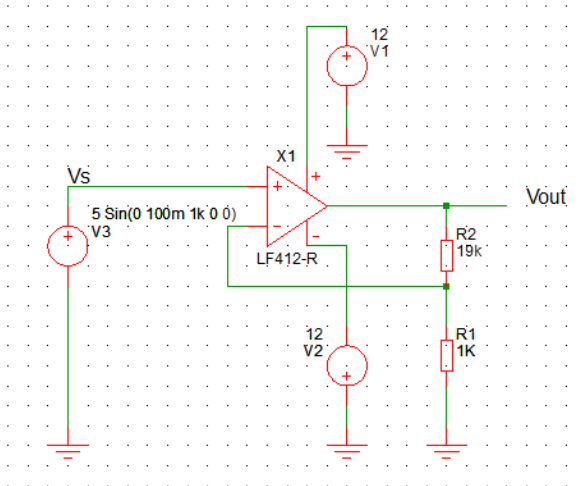 12
V1
X1
Vs
+
+
5 Sin(0 100m 1k 0 0)
V3
+
-
-
LF412-R
Vout
R2
19k
12
V2
R1
1K
+
+